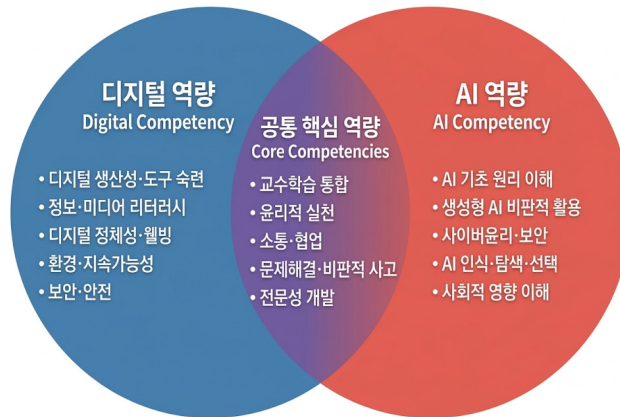 디지털 역량
Digital Competency
• 디지털 생산성·도구 숙련
• 정보·미디어 리터러시
• 디지털 정체성·웰빙
• 환경·지속가능성
• 보안·안전
공통 핵심 역량
Core Competencies
• 교수학습 통합
• 윤리적 실천
• 소통·협업
• 문제해결·비판적 사고
• 전문성 개발
AI 역량
AI Competency
• AI 기초 원리 이해
• 생성형 AI 비판적 활용
• 사이버윤리·보안
• AI 인식·탐색·선택
• 사회적 영향 이해